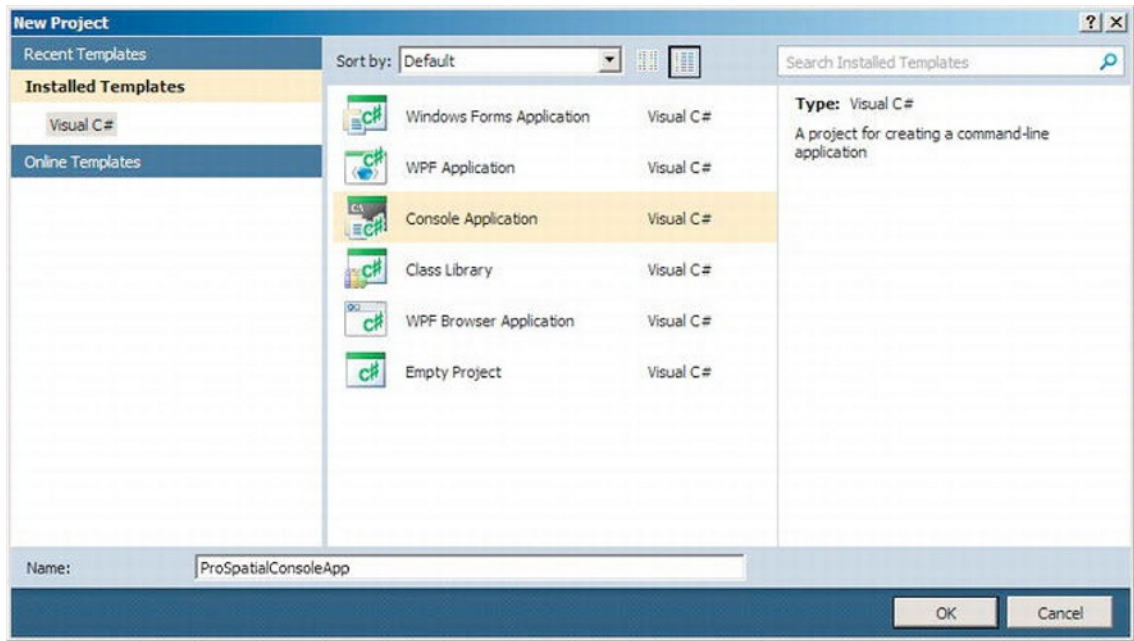 New Project
Recent Templates
Installed Templates
Visual C#
Online Templates
Sort by: Default
Windows Forms Application Visual C#
WPF Application Visual C#
Console Application Visual C#
Class Library Visual C#
WPF Browser Application Visual C#
Empty Project Visual C#
Search Installed Templates
Type: Visual C#
A project for creating a command-line
application
Name: ProSpatialConsoleApp
OK Cancel